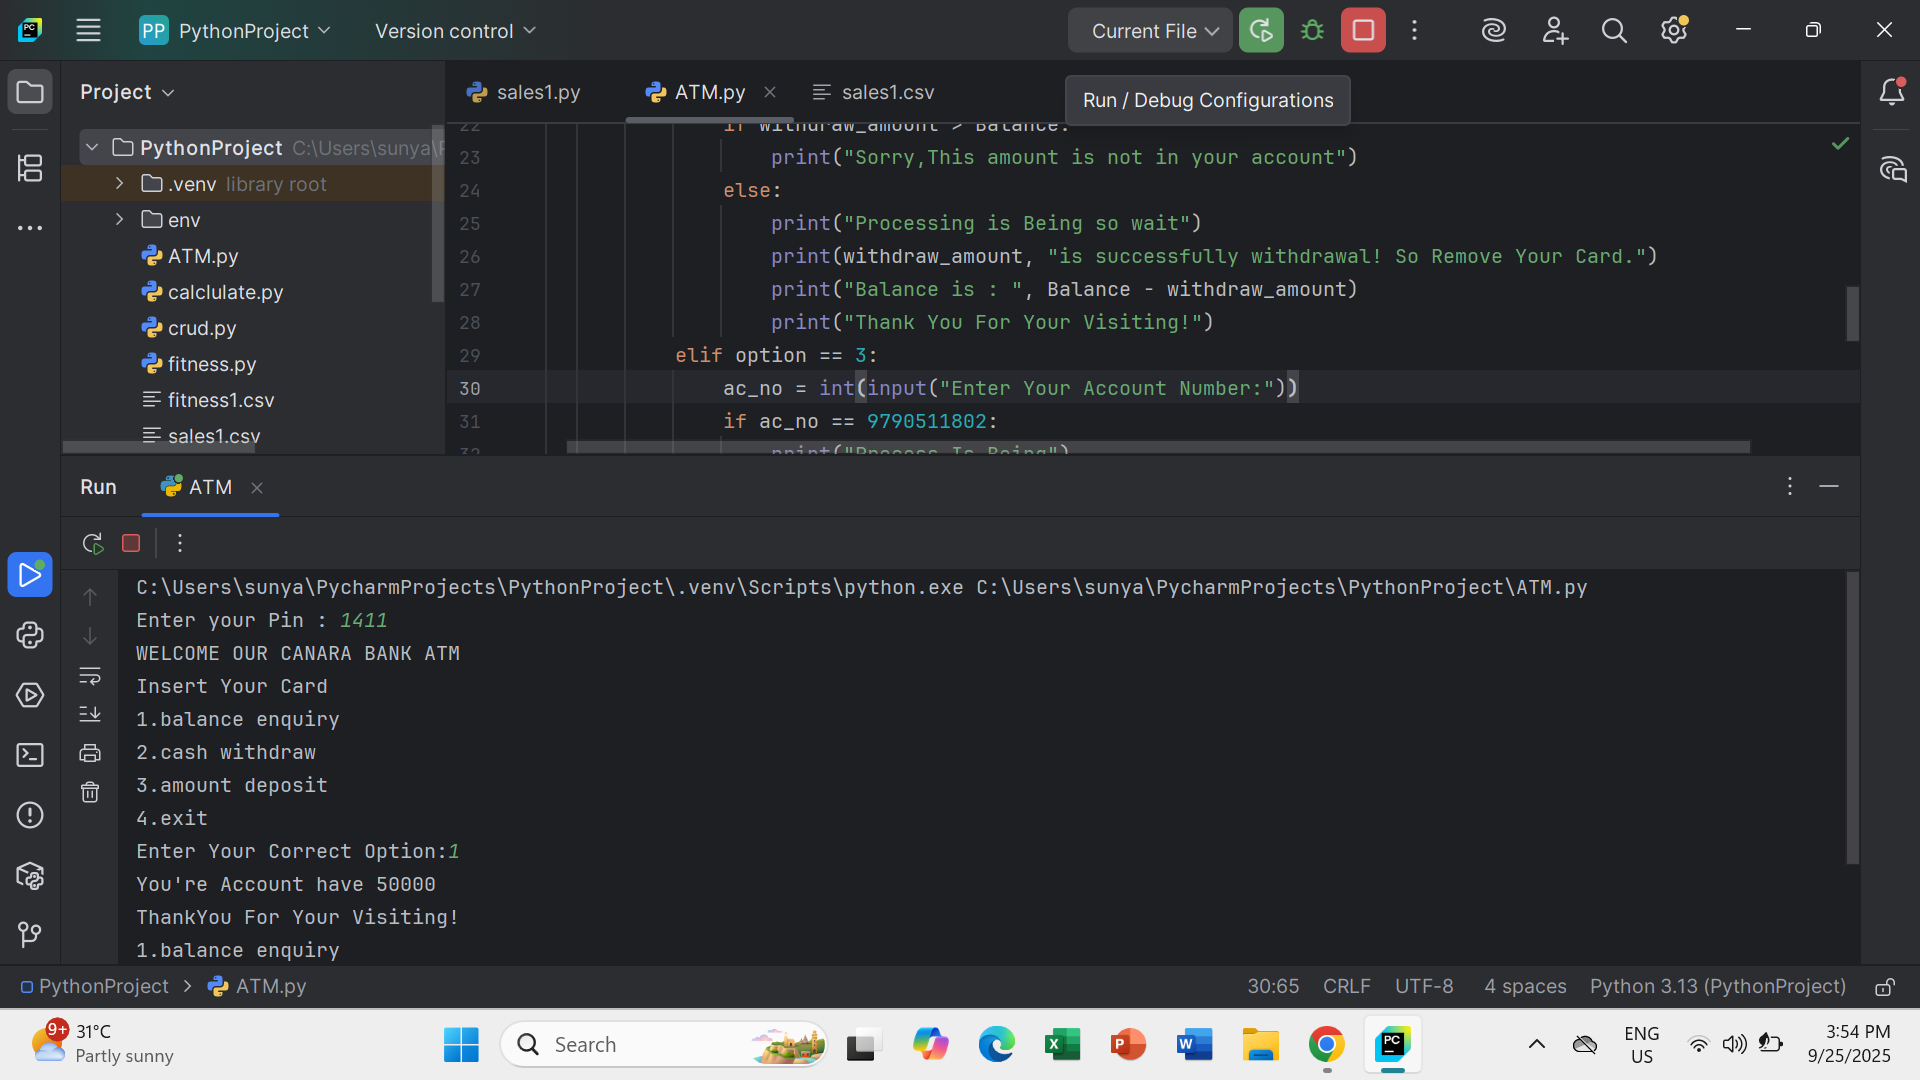 PP PythonProject
Version control
Current File
Project
sales1.py
ATM.py
sales1.csv
Run / Debug Configurations
PythonProject C:\Users\sunya\
.venv library root
env
ATM.py
calclulate.py
crud.py
fitness.py
fitness1.csv
sales1.csv
22 if withdraw_amount > Balance:
23 print("Sorry,This amount is not in your account")
24 else:
25 print("Processing is Being so wait")
26 print(withdraw_amount, "is successfully withdrawal! So Remove Your Card.")
27 print("Balance is : ", Balance - withdraw_amount)
28 print("Thank You For Your Visiting!")
29 elif option == 3:
30 ac_no = int(input("Enter Your Account Number:"))
31 if ac_no == 9790511802:
32 print("Process Is Being")
Run
ATM
C:\Users\sunya\PycharmProjects\PythonProject\.venv\Scripts\python.exe C:\Users\sunya\PycharmProjects\PythonProject\ATM.py
Enter your Pin : 1411
WELCOME OUR CANARA BANK ATM
Insert Your Card
1.balance enquiry
2.cash withdraw
3.amount deposit
4.exit
Enter Your Correct Option:1
You're Account have 50000
ThankYou For Your Visiting!
1.balance enquiry
PythonProject > ATM.py
30:65 CRLF UTF-8 4 spaces Python 3.13 (PythonProject)
9+
31°C
Partly sunny
Search
ENG
US
3:54 PM
9/25/2025